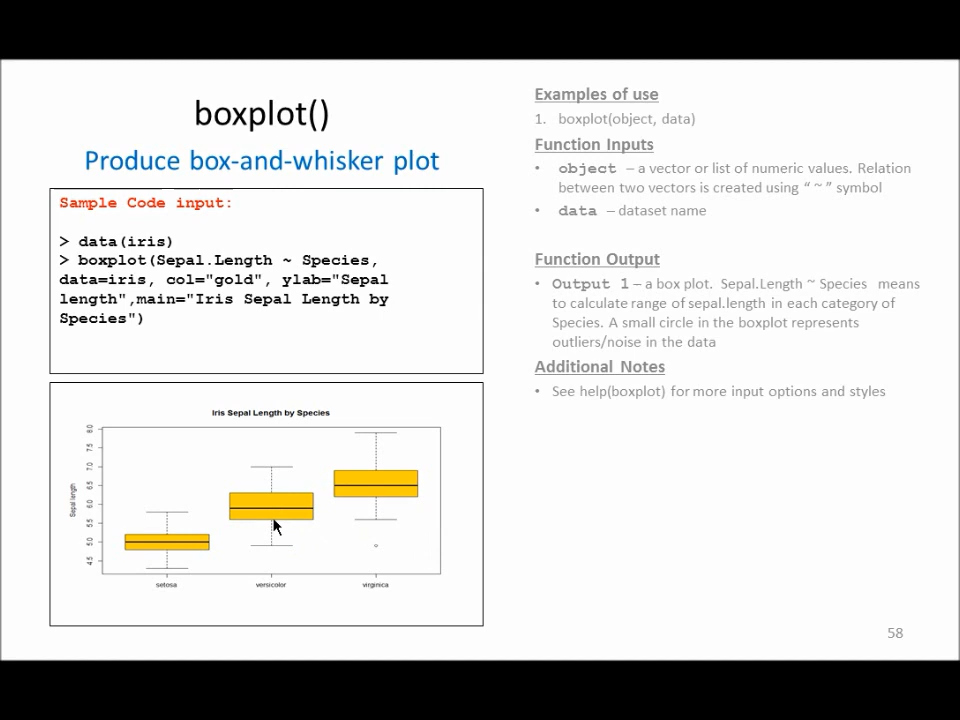 boxplot()
Produce box-and-whisker plot
Sample Code input:
> data(iris)
> boxplot(Sepal.Length ~ Species,
data=iris, col="gold", ylab="Sepal
length",main="Iris Sepal Length by
Species")
Iris Sepal Length by Species
8.0
7.5
7.0
6.5
6.0
5.5
5.0
4.5
Sepal length
setosa
versicolor
virginica
Examples of use
1. boxplot(object, data)
Function Inputs
• object – a vector or list of numeric values. Relation
between two vectors is created using “ ~ ” symbol
• data – dataset name
Function Output
• Output 1 – a box plot. Sepal.Length ~ Species means
to calculate range of sepal.length in each category of
Species. A small circle in the boxplot represents
outliers/noise in the data
Additional Notes
• See help(boxplot) for more input options and styles
58